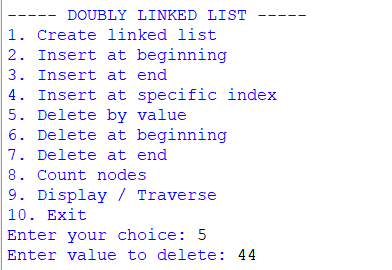 ----- DOUBLY LINKED LIST -----
1. Create linked list
2. Insert at beginning
3. Insert at end
4. Insert at specific index
5. Delete by value
6. Delete at beginning
7. Delete at end
8. Count nodes
9. Display / Traverse
10. Exit
Enter your choice: 5
Enter value to delete: 44